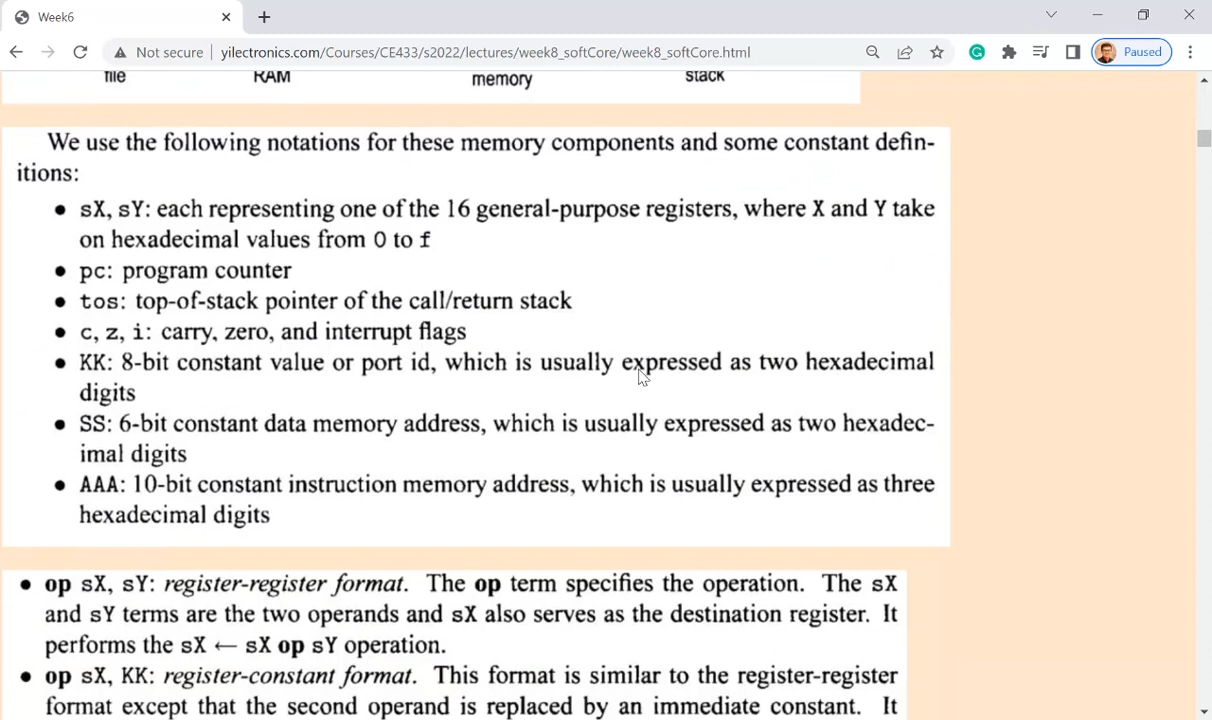 Week6
Not secure yilectronics.com/Courses/CE433/s2022/lectures/week8_softCore/week8_softCore.html
Paused
file RAM memory stack
We use the following notations for these memory components and some constant defin-
itions:
• sX, sY: each representing one of the 16 general-purpose registers, where X and Y take
on hexadecimal values from 0 to f
• pc: program counter
• tos: top-of-stack pointer of the call/return stack
• c, z, i: carry, zero, and interrupt flags
• KK: 8-bit constant value or port id, which is usually expressed as two hexadecimal
digits
• SS: 6-bit constant data memory address, which is usually expressed as two hexadec-
imal digits
• AAA: 10-bit constant instruction memory address, which is usually expressed as three
hexadecimal digits
• op sX, sY: register-register format. The op term specifies the operation. The sX
and sY terms are the two operands and sX also serves as the destination register. It
performs the sX ← sX op sY operation.
• op sX, KK: register-constant format. This format is similar to the register-register
format except that the second operand is replaced by an immediate constant. It